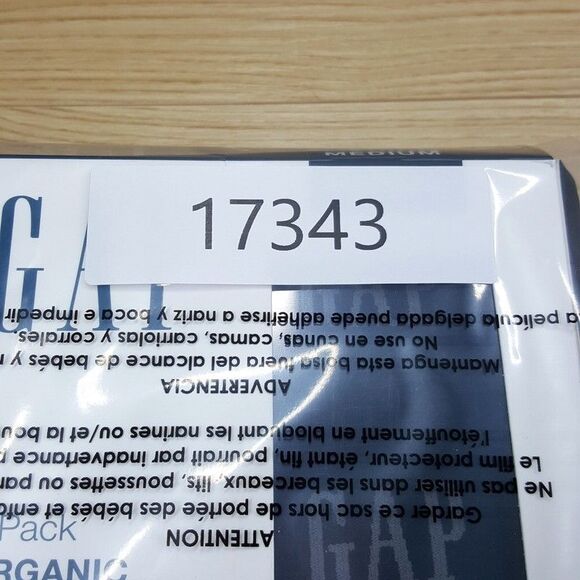 MEDIUM
GAP
17343
GAP
a película delgada puede adherirse a nariz y boca e impedir
No use en cunas, camas, carriolas y corrales
Mantenga esta bolsa fuera del alcance de bebés y
ADVERTENCIA
l'étouffement en bloquant les narines ou/et la
Le film protecteur, étant fin, pourrait par inadvertance
Ne pas utiliser dans les berceaux, lits, ou poussettes, ou
Garder ce sac hors de portée des bébés et
ATTENTION
Pack
RGANIC
GAP